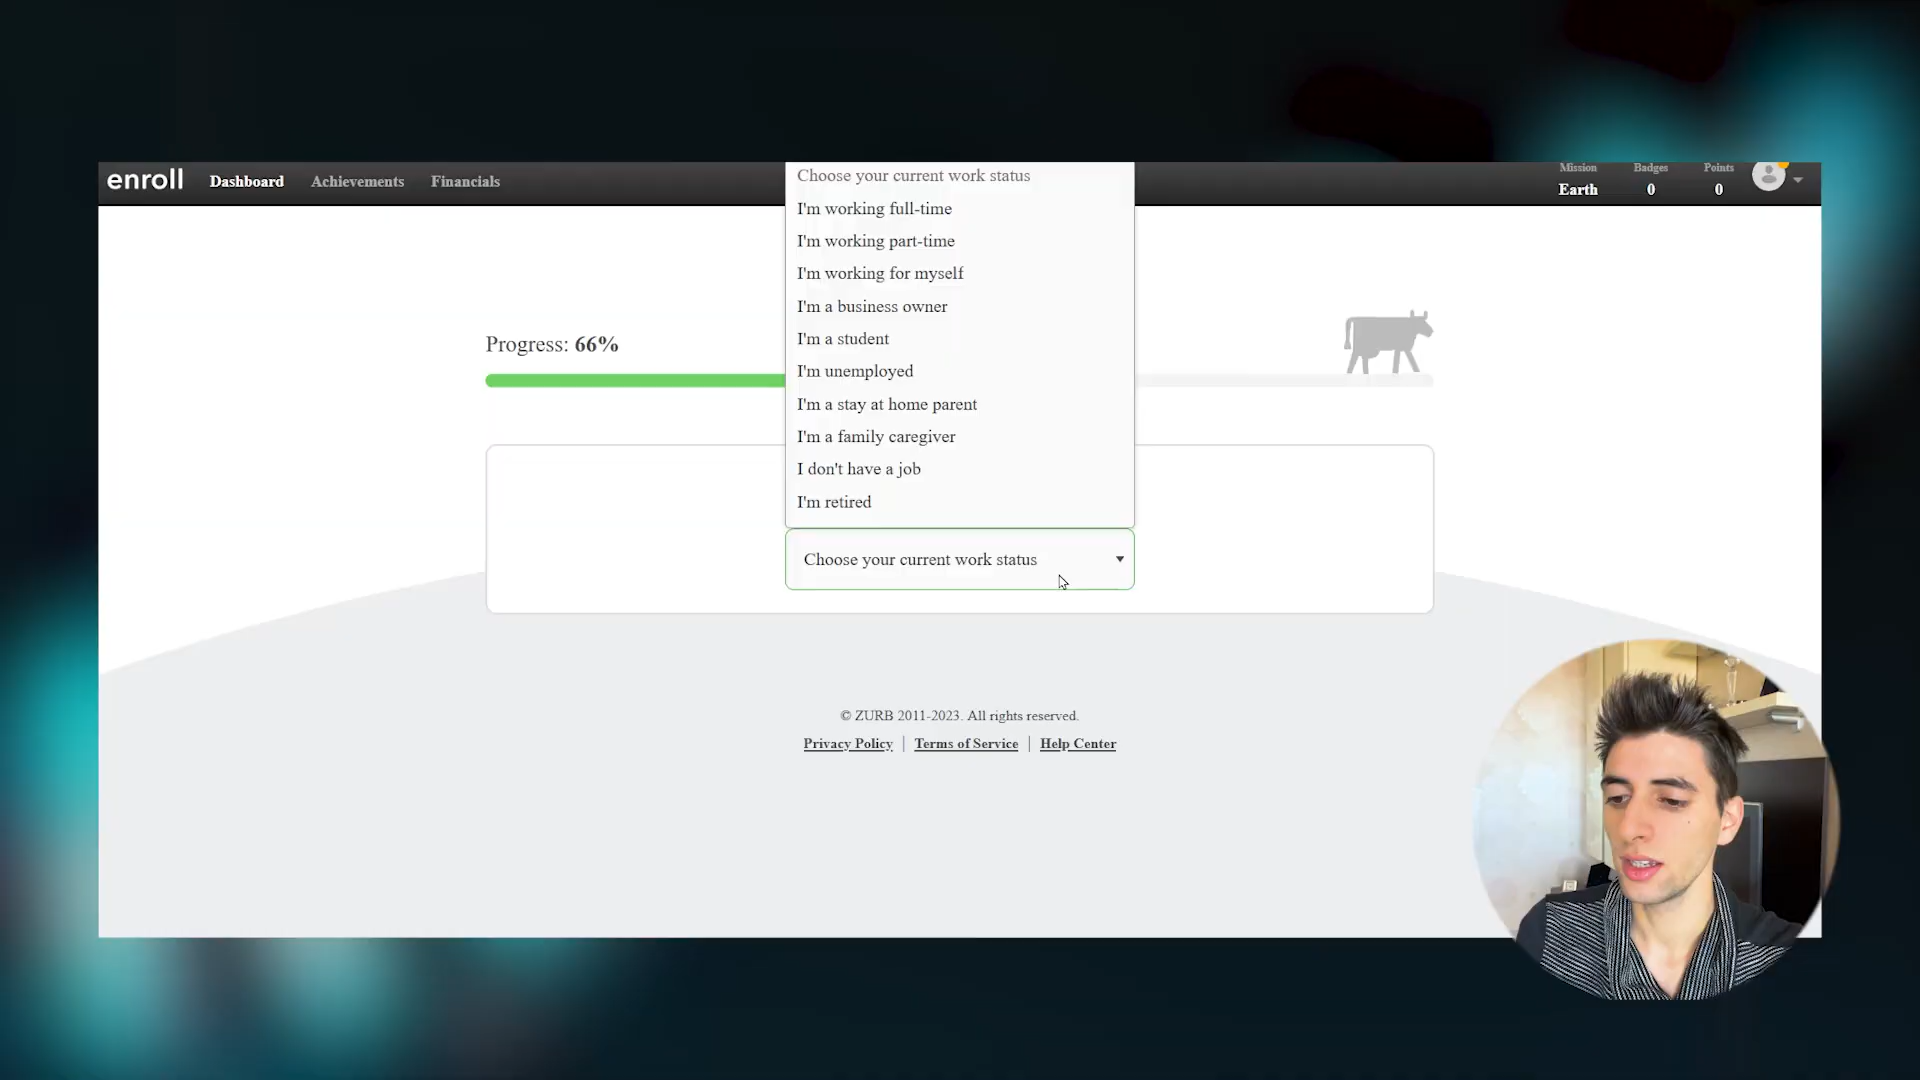 enroll
Dashboard
Achievements
Financials
Mission
Earth
Badges
0
Points
0
Progress: 66%
Choose your current work status
I'm working full-time
I'm working part-time
I'm working for myself
I'm a business owner
I'm a student
I'm unemployed
I'm a stay at home parent
I'm a family caregiver
I don't have a job
I'm retired
Choose your current work status
© ZURB 2011-2023. All rights reserved.
Privacy Policy | Terms of Service | Help Center